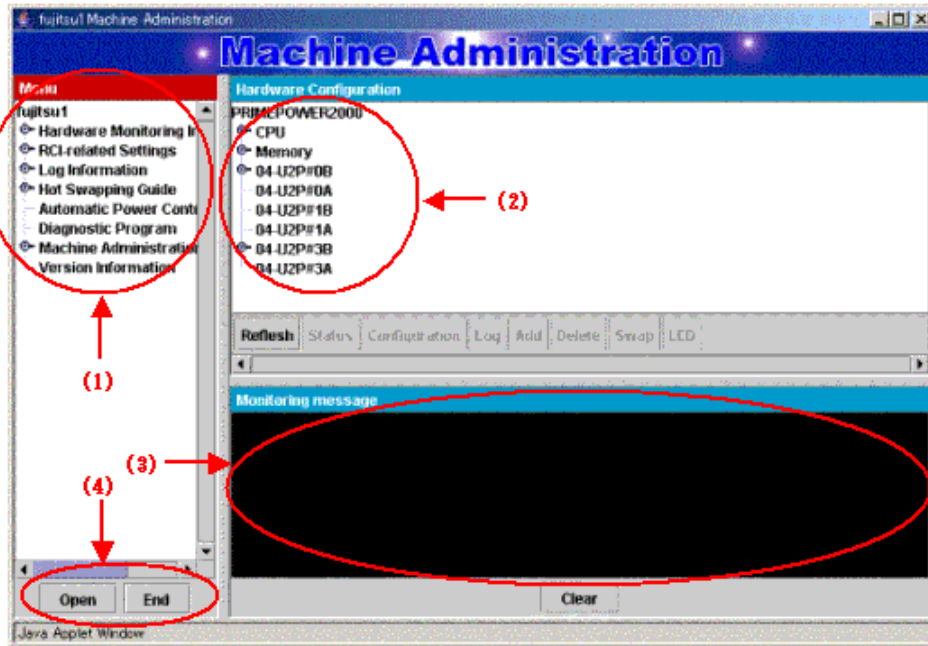 fujitsu1 Machine Administration
Machine Administration
Menu
fujitsu1
Hardware Monitoring In
RCI-related Settings
Log Information
Hot Swapping Guide
Automatic Power Contr
Diagnostic Program
Machine Administration
Version Information
(1)
(4)
Open End
Hardware Configuration
PRIMEPOWER2000
CPU
Memory
04-U2P#0B
04-U2P#0A
04-U2P#1B
04-U2P#1A
04-U2P#3B
04-U2P#3A
(2)
Reflesh Status Configuration Log Add Delete Swap LED
Monitoring message
(3)
Clear
Java Applet Window